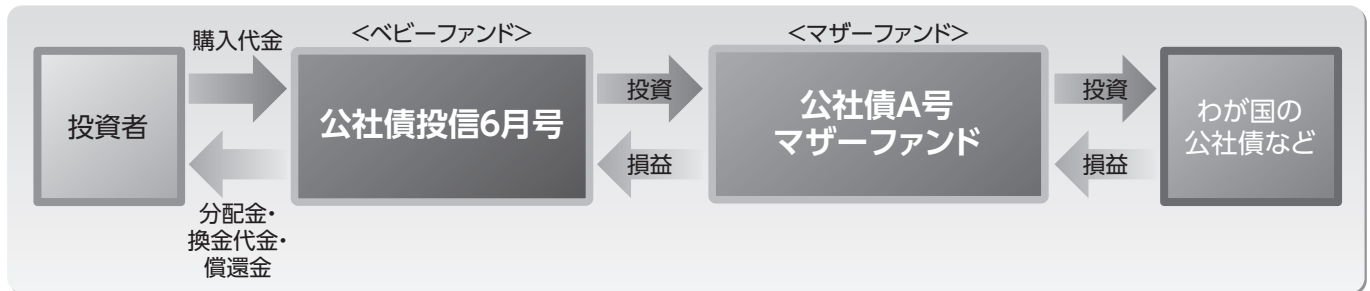 購入代金
<ベビーファンド>
<マザーファンド>
投資者
公社債投信6月号
投資
損益
公社債A号
マザーファンド
投資
損益
わが国の
公社債など
分配金・
換金代金・
償還金